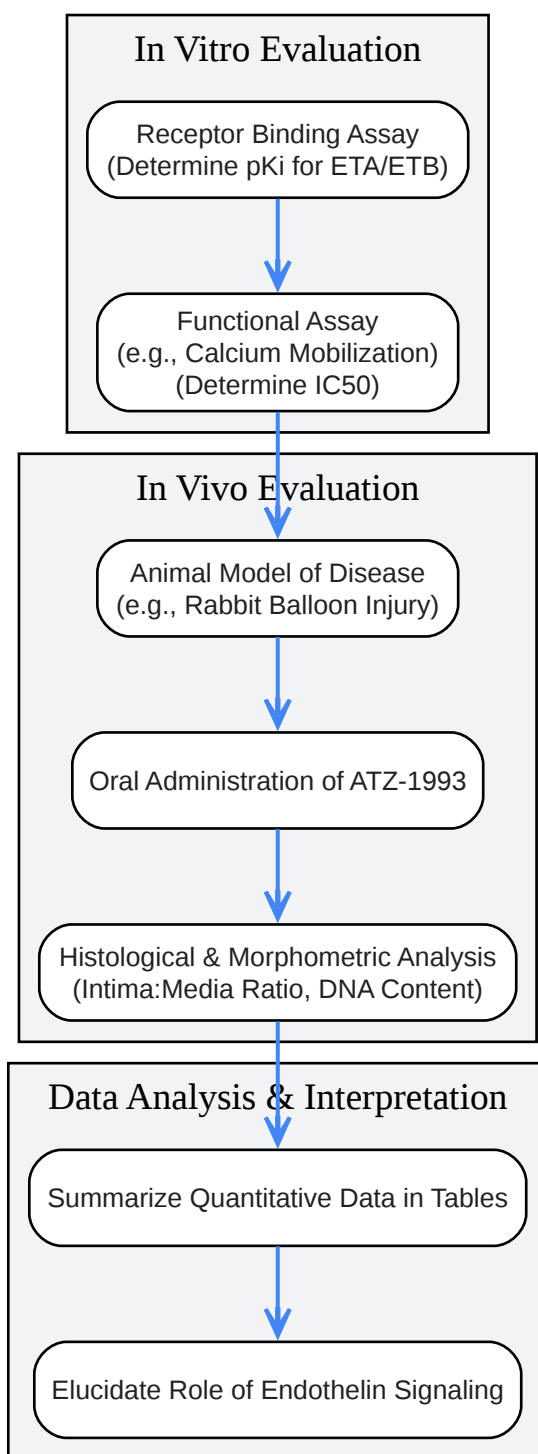 In Vitro Evaluation
Receptor Binding Assay
(Determine pKi for ETA/ETB)
Functional Assay
(e.g., Calcium Mobilization)
(Determine IC50)
In Vivo Evaluation
Animal Model of Disease
(e.g., Rabbit Balloon Injury)
Oral Administration of ATZ-1993
Histological & Morphometric Analysis
(Intima:Media Ratio, DNA Content)
Data Analysis & Interpretation
Summarize Quantitative Data in Tables
Elucidate Role of Endothelin Signaling